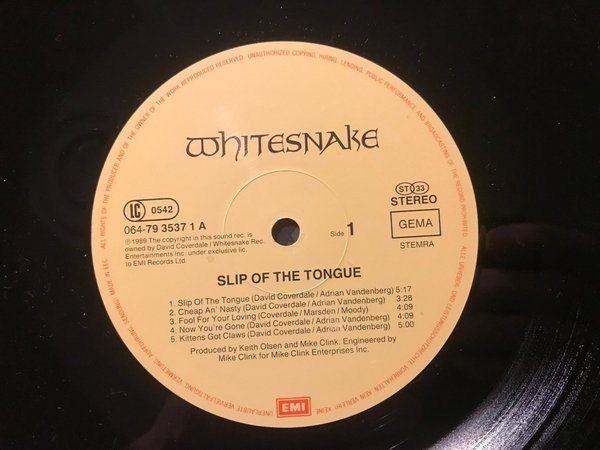 ALL RIGHTS OF THE PRODUCER AND OF THE OWNER OF THE WORK REPRODUCED RESERVED. UNAUTHORIZED COPYING, HIRING, LENDING, PUBLIC PERFORMANCE AND BROADCASTING OF THE RECORD PROHIBITED.
WHITESNAKE
LC 0542
064-79 3537 1 A
℗1989 The copyright in this sound rec. is
owned by David Coverdale / Whitesnake Rec.
Entertainments Inc. under exclusive lic.
to EMI Records Ltd.
Side 1
ST 33
STEREO
GEMA
STEMRA
SLIP OF THE TONGUE
1. Slip Of The Tongue (David Coverdale / Adrian Vandenberg) 5:17
2. Cheap An' Nasty (David Coverdale / Adrian Vandenberg) 3:28
3. Fool For Your Loving (Coverdale / Marsden / Moody) 4:09
4. Now You're Gone (David Coverdale / Adrian Vandenberg) 4:09
5. Kittens Got Claws (David Coverdale / Adrian Vandenberg) 5:00
Produced by Keith Olsen and Mike Clink. Engineered by
Mike Clink for Mike Clink Enterprises Inc.
EMI
MADE IN EEC.